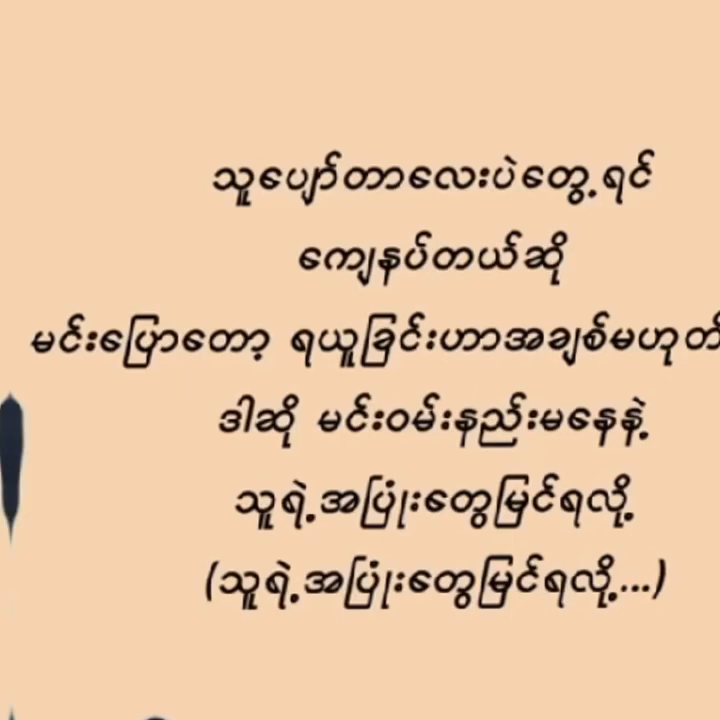 သူပျော်တာလေးပဲတွေ့ရင်
ကျေနပ်တယ်ဆို
မင်းပြောတော့ ရယူခြင်းဟာအချစ်မဟုတ်
ဒါဆို မင်းဝမ်းနည်းမနေနဲ့
သူရဲ့အပြုံးတွေမြင်ရလို့
(သူရဲ့အပြုံးတွေမြင်ရလို့...)